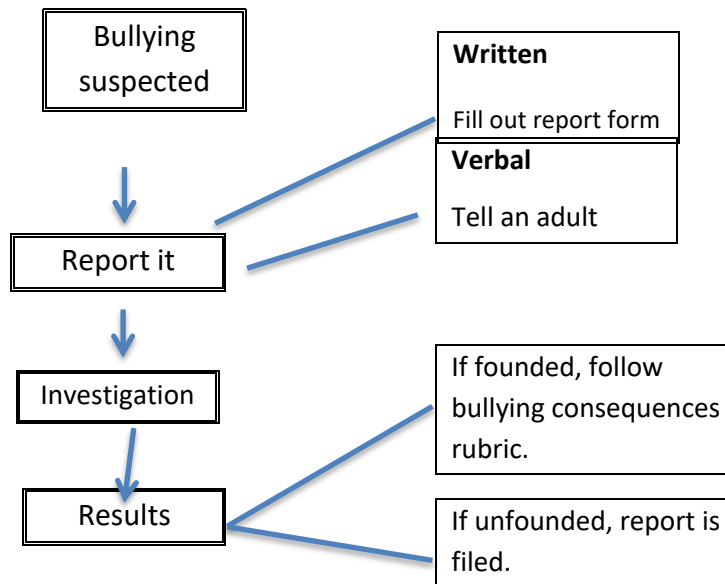 Bullying
suspected
Written
Fill out report form
Verbal
Tell an adult
Report it
Investigation
If founded, follow
bullying consequences
rubric.
Results
If unfounded, report is
filed.